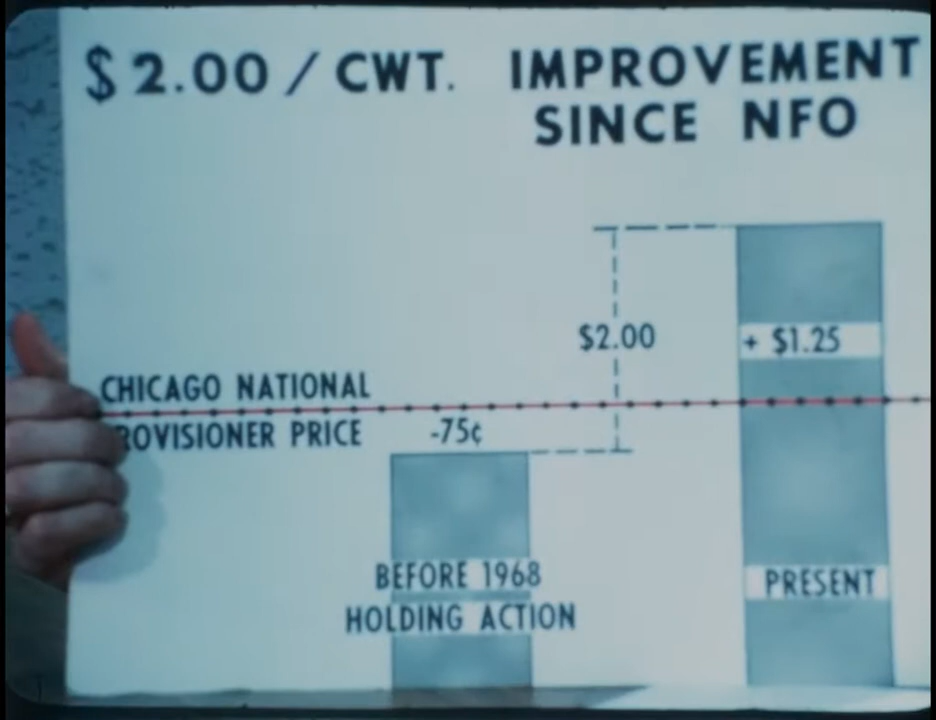 $2.00 / CWT. IMPROVEMENT
SINCE NFO
$2.00
+ $1.25
CHICAGO NATIONAL
ROVISIONER PRICE
-75¢
BEFORE 1968
HOLDING ACTION
PRESENT